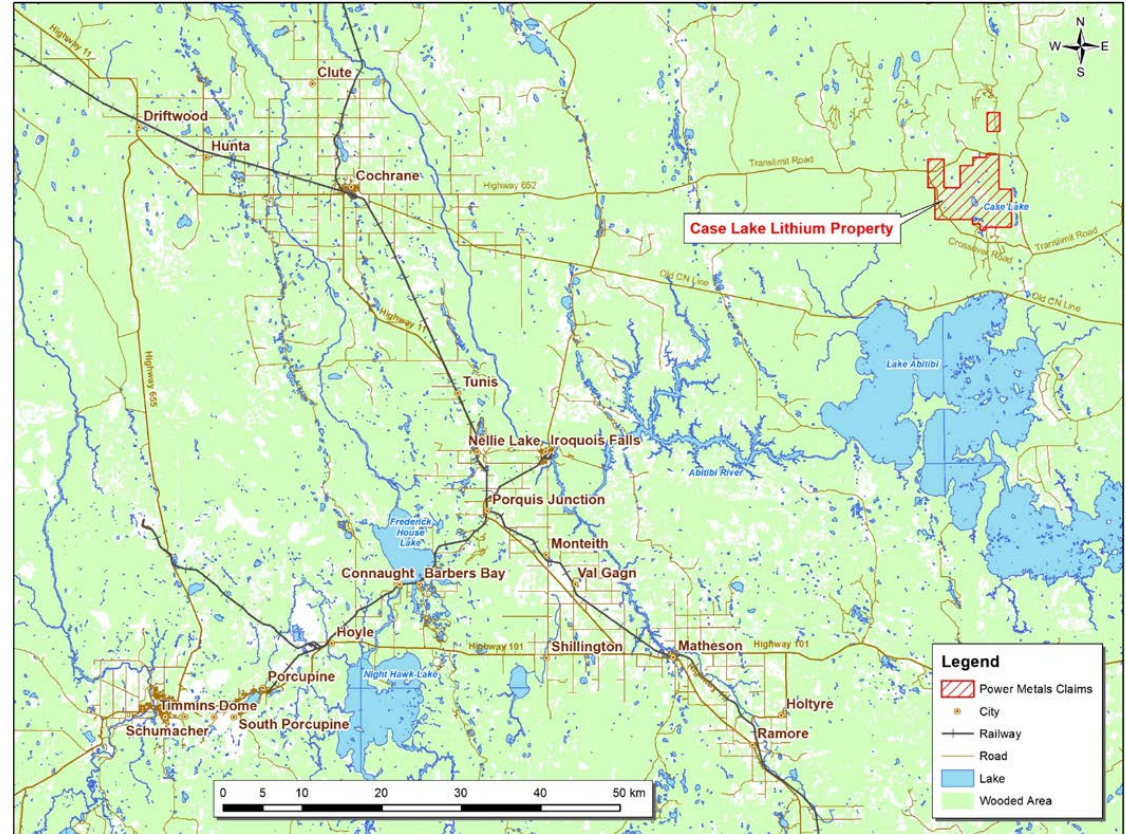 Highway 11
Clute
Driftwood
Hunta
Cochrane
Highway 652
Translimit Road
N
W E
S
Case Lake Lithium Property
Case Lake
Crossover Road
Translimit Road
Old CN Line
Old CN Line
Highway 11
Highway 655
Lake Abitibi
Tunis
Nellie Lake
Iroquois Falls
Abitibi River
Porquis Junction
Frederick
House
Lake
Monteith
Connaught
Barbers Bay
Val Gagn
Hoyle
Highway 101
Shillington
Matheson
Highway 101
Porcupine
Night Hawk Lake
Timmins
Dome
Schumacher
South Porcupine
Holtyre
Ramore
0 5 10 20 30 40 50 km
Legend
Power Metals Claims
City
Railway
Road
Lake
Wooded Area